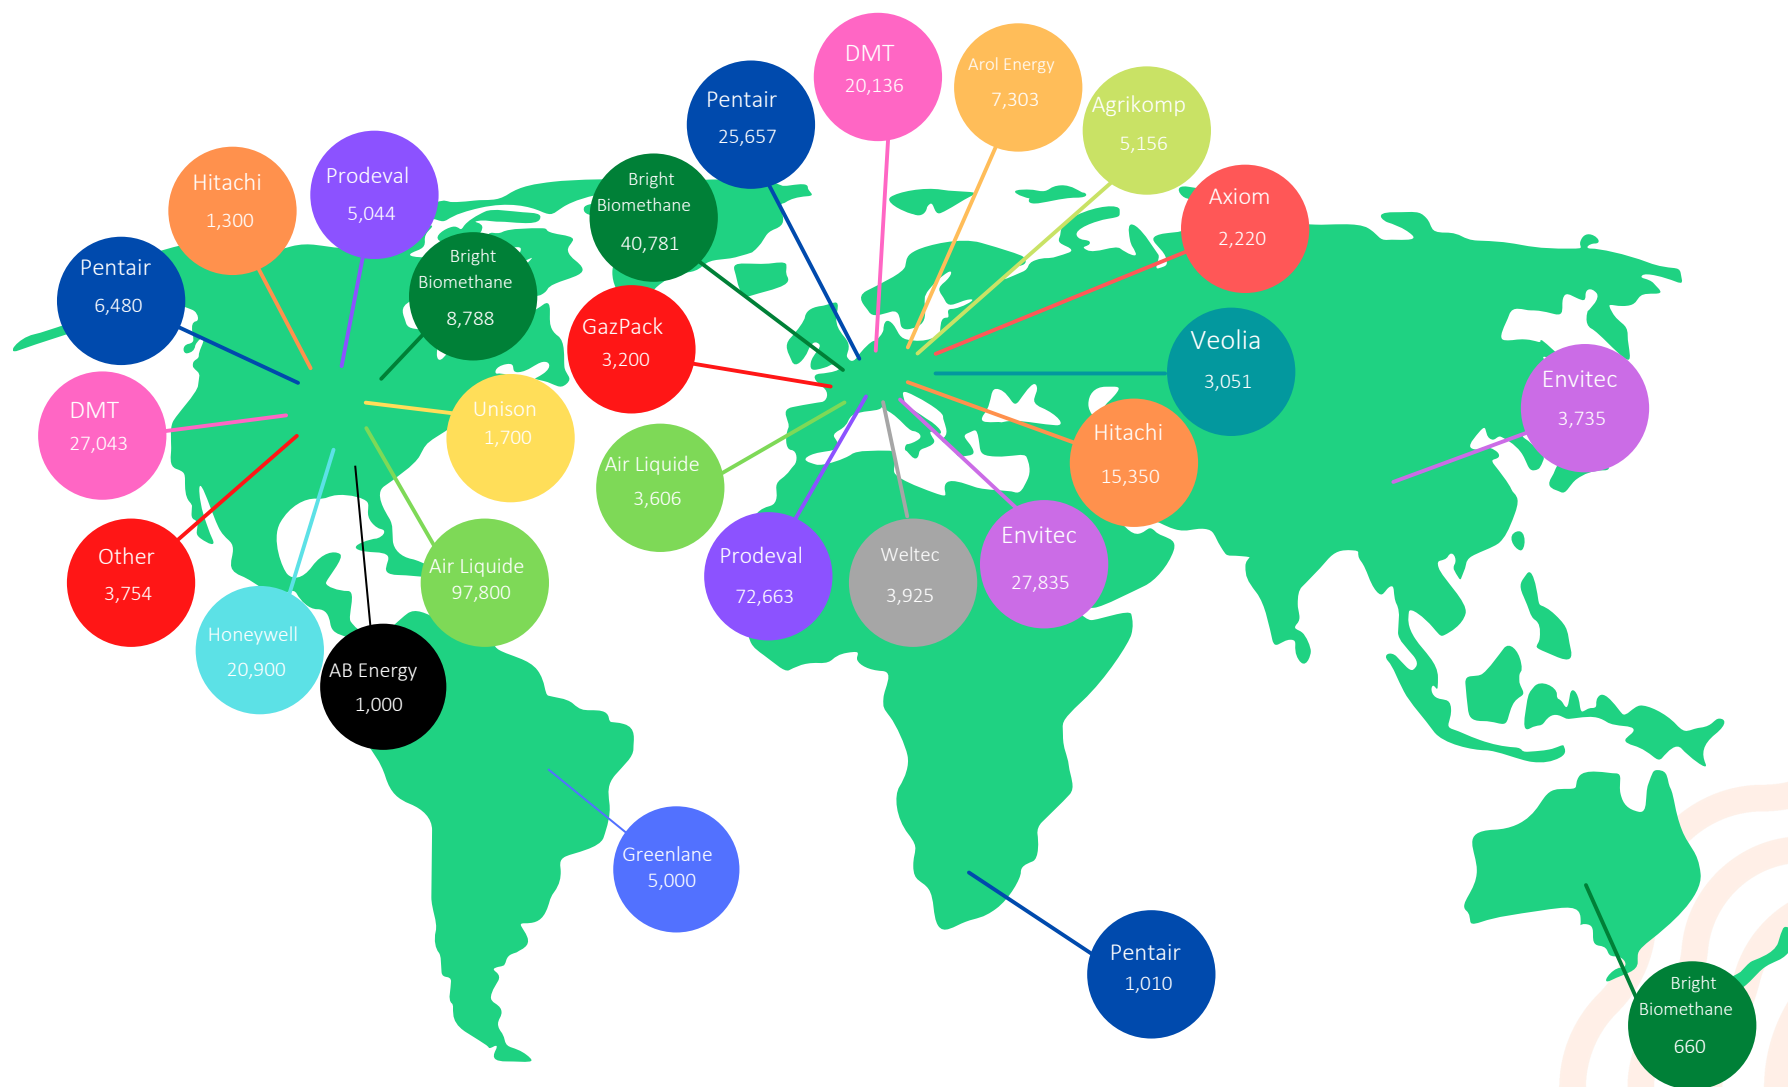 DMT
20,136
Arol Energy
7,303
Pentair
25,657
Agrikomp
5,156
Hitachi
1,300
Prodeval
5,044
Bright
Biomethane
40,781
Axiom
2,220
Pentair
6,480
Bright
Biomethane
8,788
GazPack
3,200
Veolia
3,051
Envitec
3,735
DMT
27,043
Unison
1,700
Hitachi
15,350
Air Liquide
3,606
Other
3,754
Air Liquide
97,800
Prodeval
72,663
Weltec
3,925
Envitec
27,835
Honeywell
20,900
AB Energy
1,000
Greenlane
5,000
Pentair
1,010
Bright
Biomethane
660